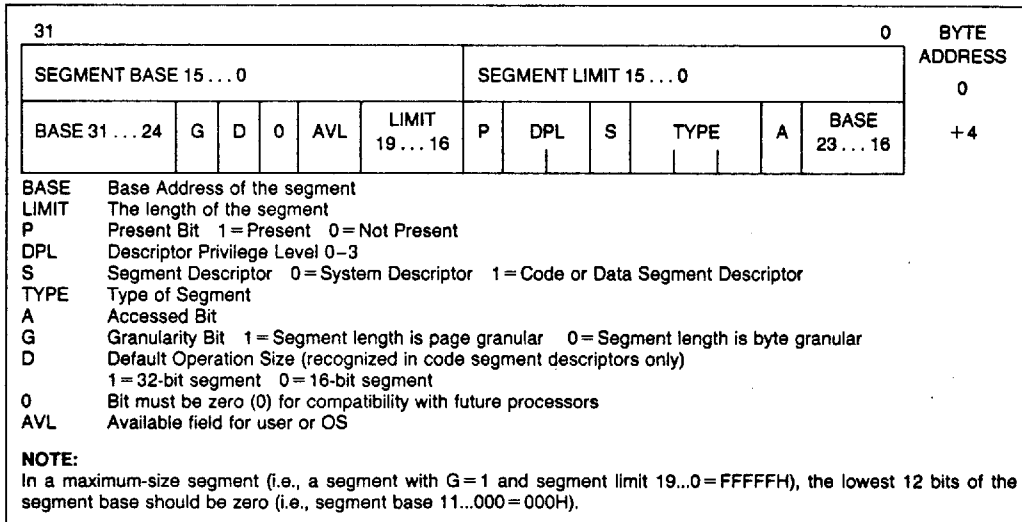 31 0 BYTE
ADDRESS
SEGMENT BASE 15 . . . 0 SEGMENT LIMIT 15 . . . 0 0
BASE 31 . . . 24 G D 0 AVL LIMIT 19 . . . 16 P DPL S TYPE A BASE 23 . . . 16 +4
BASE Base Address of the segment
LIMIT The length of the segment
P Present Bit 1 = Present 0 = Not Present
DPL Descriptor Privilege Level 0–3
S Segment Descriptor 0 = System Descriptor 1 = Code or Data Segment Descriptor
TYPE Type of Segment
A Accessed Bit
G Granularity Bit 1 = Segment length is page granular 0 = Segment length is byte granular
D Default Operation Size (recognized in code segment descriptors only)
1 = 32-bit segment 0 = 16-bit segment
0 Bit must be zero (0) for compatibility with future processors
AVL Available field for user or OS
NOTE:
In a maximum-size segment (i.e., a segment with G = 1 and segment limit 19...0 = FFFFFH), the lowest 12 bits of the
segment base should be zero (i.e., segment base 11...000 = 000H).